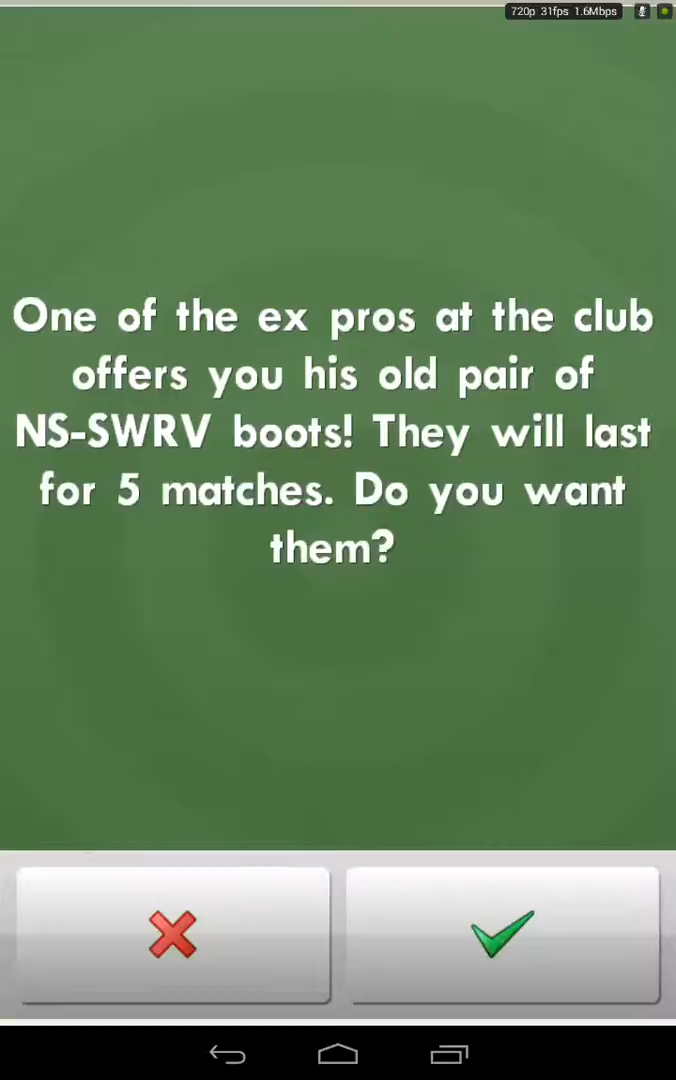 720p 31fps 1.6Mbps
One of the ex pros at the club
offers you his old pair of
NS-SWRV boots! They will last
for 5 matches. Do you want
them?